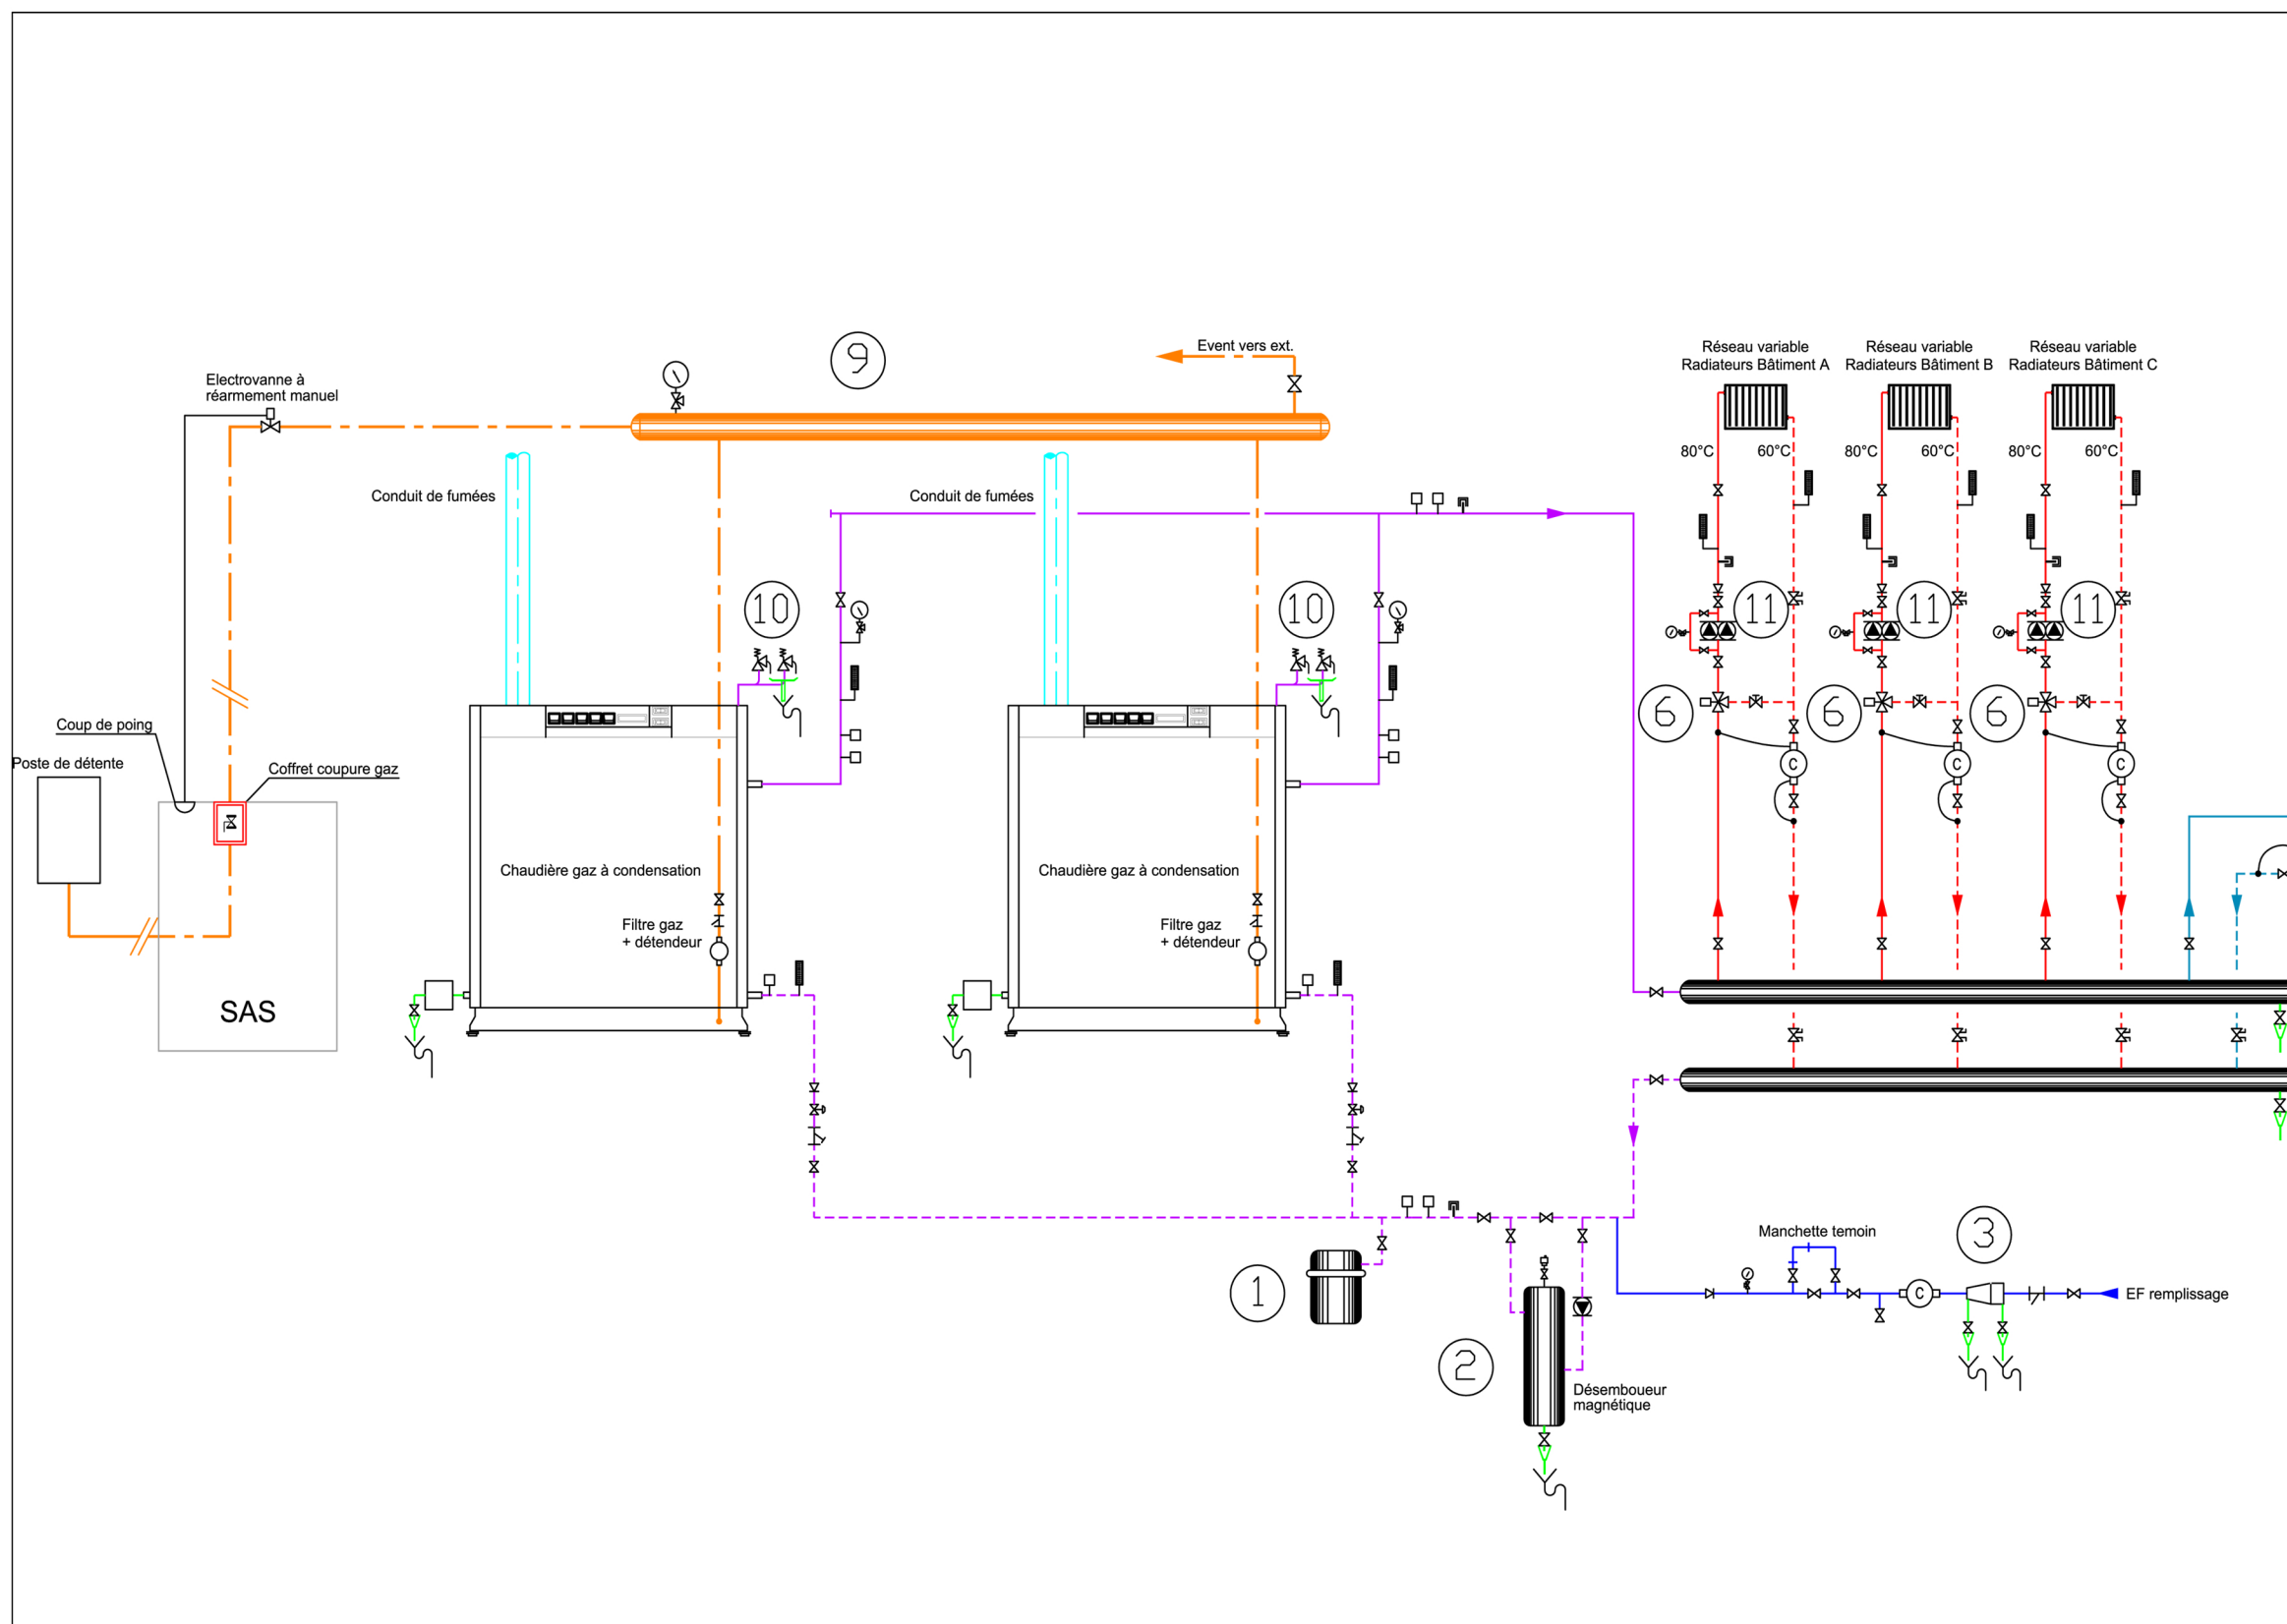 9
Event vers ext.
Réseau variable
Radiateurs Bâtiment A
Réseau variable
Radiateurs Bâtiment B
Réseau variable
Radiateurs Bâtiment C
Electrovanne à
réarmement manuel
80°C
60°C
80°C
60°C
80°C
60°C
Conduit de fumées
Conduit de fumées
10
10
11
11
11
6
6
6
Coup de poing
Poste de détente
Coffret coupure gaz
C
C
C
Chaudière gaz à condensation
Chaudière gaz à condensation
Filtre gaz
+ détendeur
Filtre gaz
+ détendeur
SAS
Manchette temoin
3
1
C
EF remplissage
2
Désemboueur
magnétique